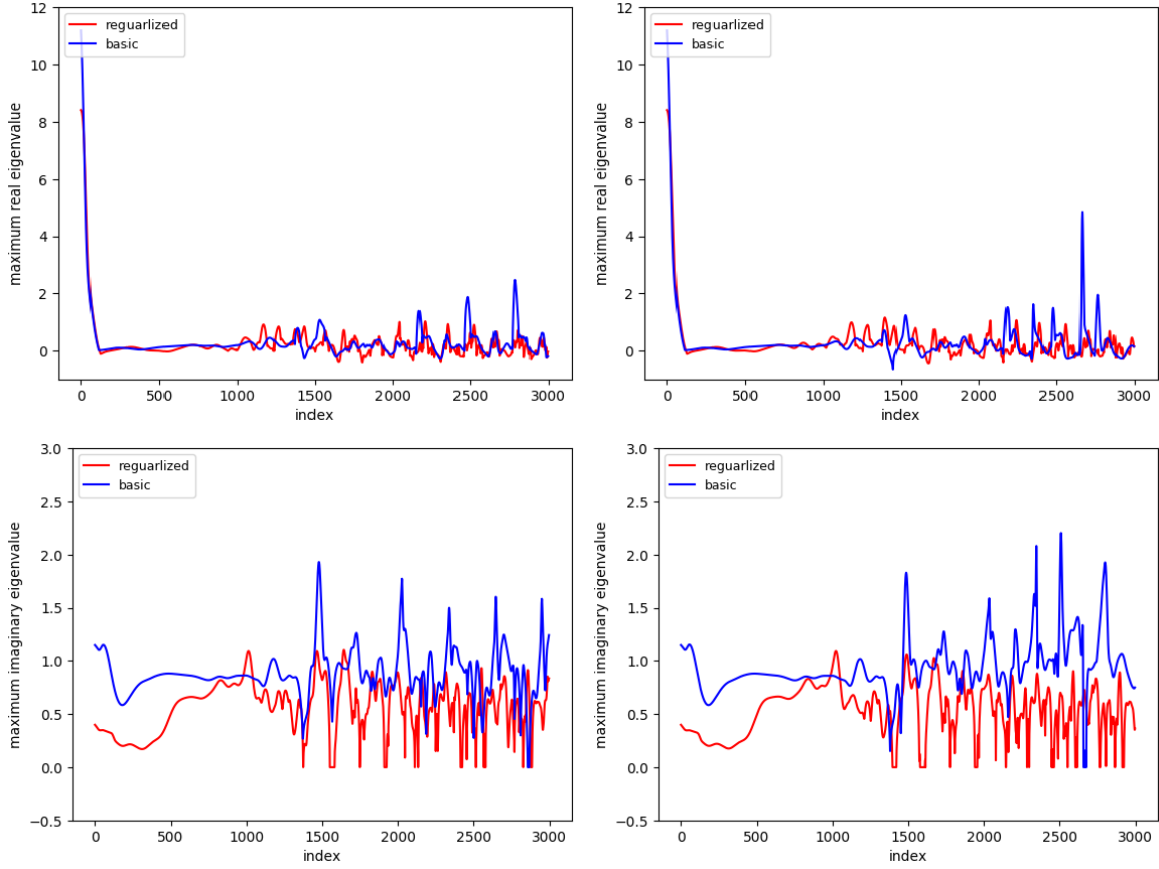 12
10
8
6
4
2
0
maximum real eigenvalue
reguarlized
basic
0 500 1000 1500 2000 2500 3000
index
12
10
8
6
4
2
0
maximum real eigenvalue
reguarlized
basic
0 500 1000 1500 2000 2500 3000
index
3.0
2.5
2.0
1.5
1.0
0.5
0.0
−0.5
maximum imaginary eigenvalue
reguarlized
basic
0 500 1000 1500 2000 2500 3000
index
3.0
2.5
2.0
1.5
1.0
0.5
0.0
−0.5
maximum imaginary eigenvalue
reguarlized
basic
0 500 1000 1500 2000 2500 3000
index